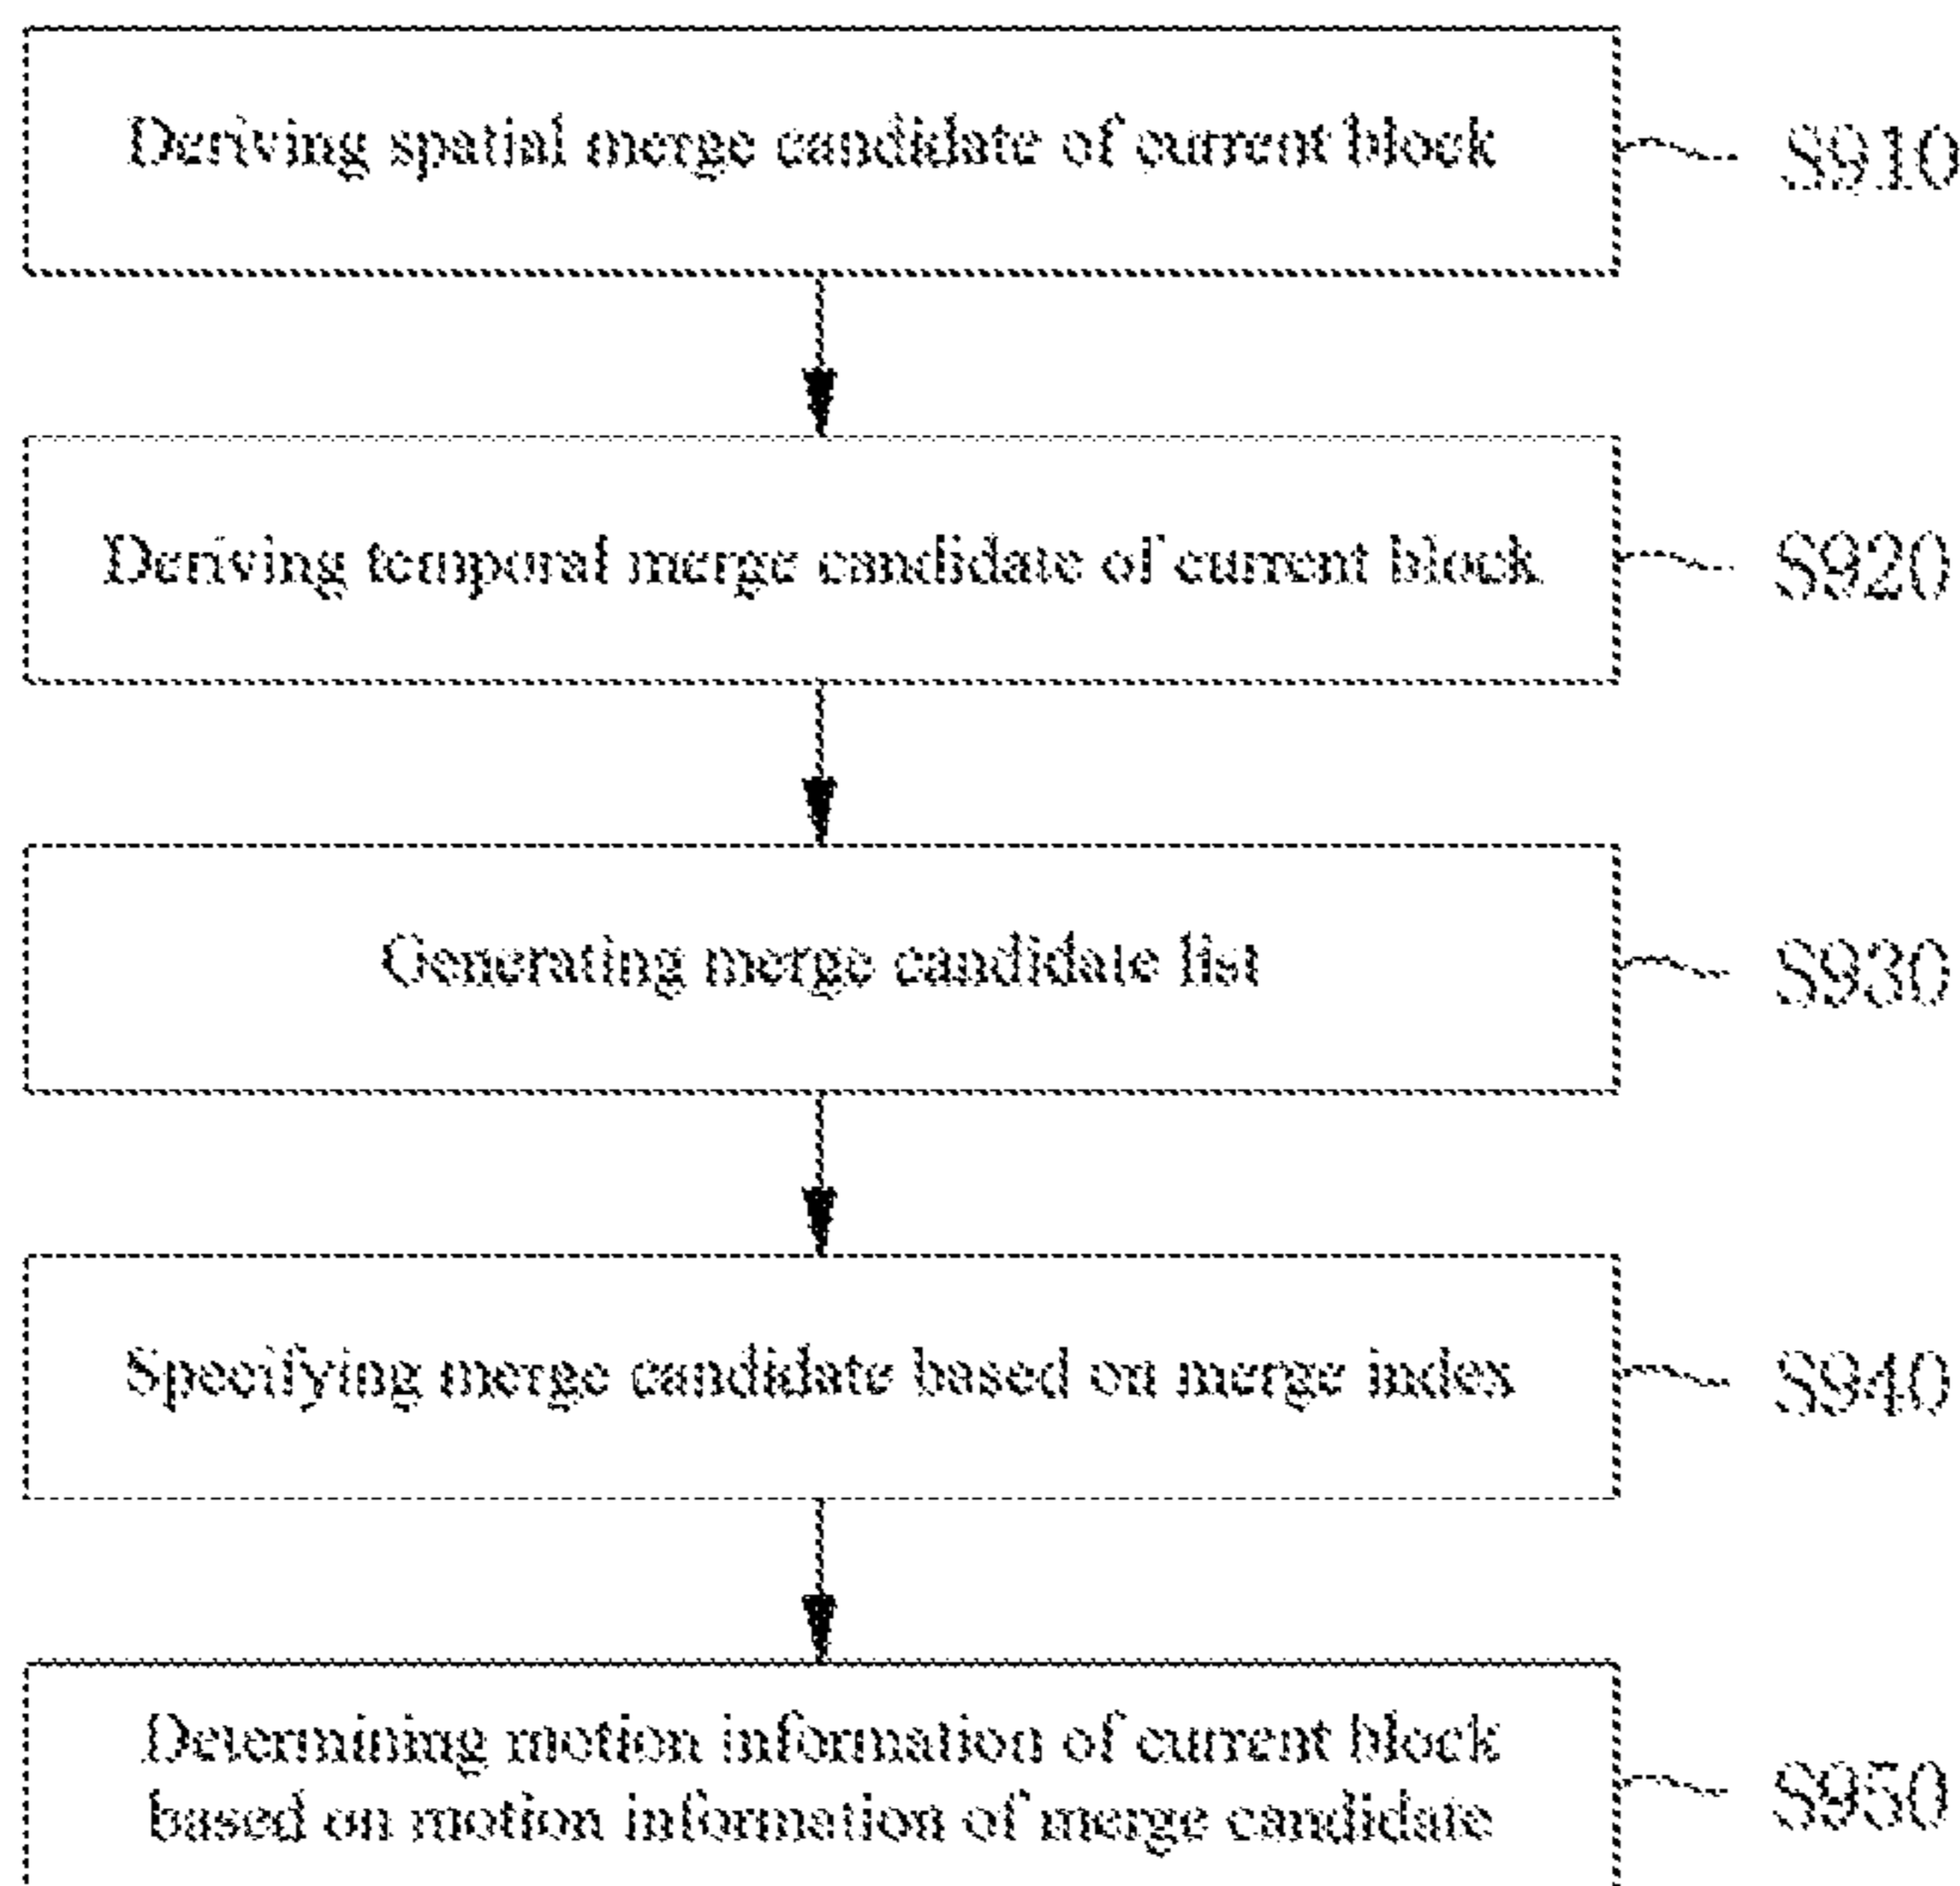 Deriving spatial merge candidate of current block
S910
Deriving temporal merge candidate of current block
S920
Generating merge candidate list
S930
Specifying merge candidate based on merge index
S940
Determining motion information of current block
based on motion information of merge candidate
S950